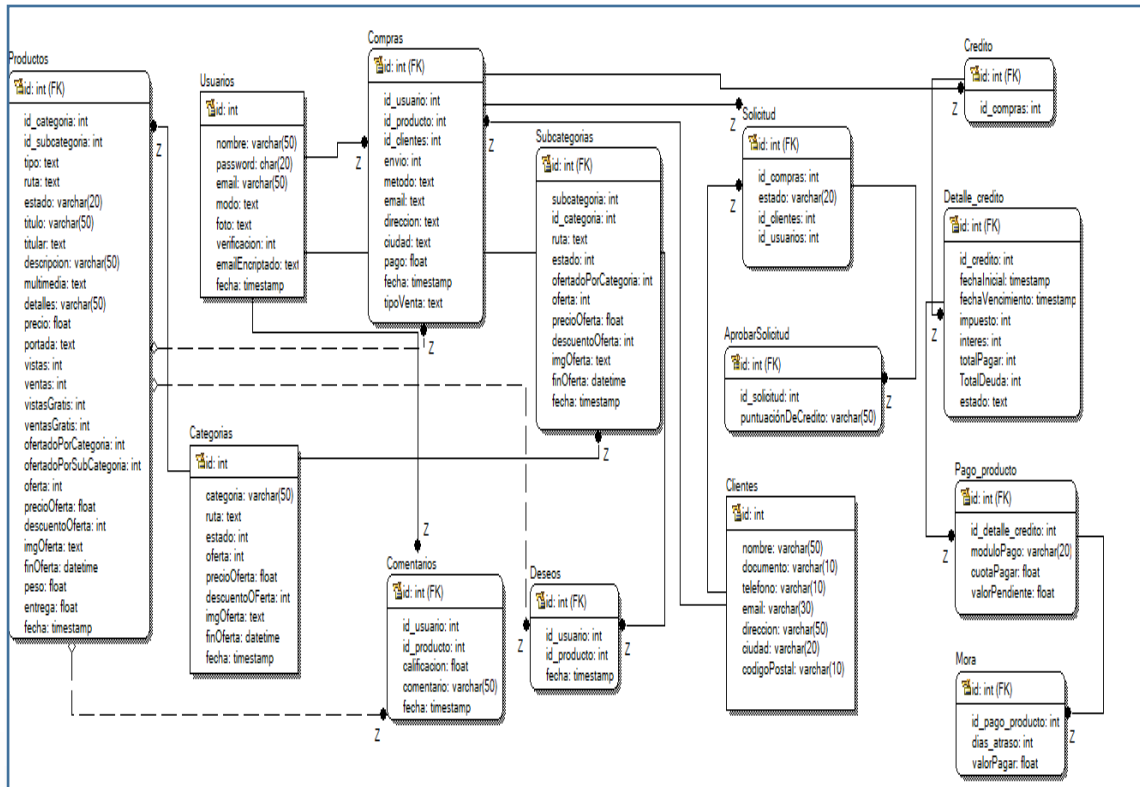 Productos
id: int (FK)
id_categoria: int
id_subcategoria: int
tipo: text
ruta: text
estado: varchar(20)
titulo: varchar(50)
titular: text
descripcion: varchar(50)
multimedia: text
detalles: varchar(50)
precio: float
portada: text
vistas: int
ventas: int
vistasGratis: int
ventasGratis: int
ofertadoPorCategoria: int
ofertadoPorSubCategoria: int
oferta: int
precioOferta: float
descuentoOferta: int
imgOferta: text
finOferta: datetime
peso: float
entrega: float
fecha: timestamp
Z
Usuarios
id: int
nombre: varchar(50)
password: char(20)
email: varchar(50)
modo: text
foto: text
verificacion: int
emailEncriptado: text
fecha: timestamp
Z
Compras
id: int (FK)
id_usuario: int
id_producto: int
id_clientes: int
envio: int
metodo: text
email: text
direccion: text
ciudad: text
pago: float
fecha: timestamp
tipoVenta: text
Z
Z
Subcategorias
id: int (FK)
subcategoria: int
id_categoria: int
ruta: text
estado: int
ofertadoPorCategoria: int
oferta: int
precioOferta: float
descuentoOferta: int
imgOferta: text
finOferta: datetime
fecha: timestamp
Z
Categorias
id: int
categoria: varchar(50)
ruta: text
estado: int
oferta: int
precioOferta: float
descuentoOFerta: int
imgOferta: text
finOferta: datetime
fecha: timestamp
Z
Comentarios
id: int (FK)
id_usuario: int
id_producto: int
calificacion: float
comentario: varchar(50)
fecha: timestamp
Z
Z
Deseos
id: int (FK)
id_usuario: int
id_producto: int
fecha: timestamp
Z
Z
Solicitud
id: int (FK)
id_compras: int
estado: varchar(20)
id_clientes: int
id_usuarios: int
Z
AprobarSolicitud
id: int (FK)
id_solicitud: int
puntuaciónDeCredito: varchar(50)
Z
Clientes
id: int
nombre: varchar(50)
documento: varchar(10)
telefono: varchar(10)
email: varchar(30)
direccion: varchar(50)
ciudad: varchar(20)
codigoPostal: varchar(10)
Credito
id: int (FK)
id_compras: int
Z
Detalle_credito
id: int (FK)
id_credito: int
fechaInicial: timestamp
fechaVencimiento: timestamp
impuesto: int
interes: int
totalPagar: int
TotalDeuda: int
estado: text
Z
Pago_producto
id: int (FK)
id_detalle_credito: int
moduloPago: varchar(20)
cuotaPagar: float
valorPendiente: float
Z
Mora
id: int (FK)
id_pago_producto: int
dias_atraso: int
valorPagar: float
Z